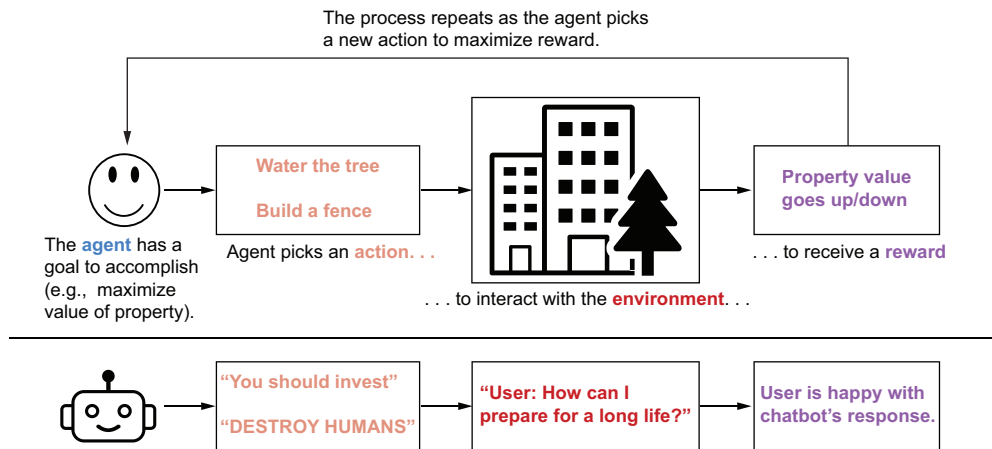 The process repeats as the agent picks
a new action to maximize reward.
Water the tree
Build a fence
Property value
goes up/down
The agent has a
goal to accomplish
(e.g., maximize
value of property).
Agent picks an action. . .
. . . to interact with the environment. . .
. . . to receive a reward
“You should invest”
“DESTROY HUMANS”
“User: How can I
prepare for a long life?”
User is happy with
chatbot’s response.